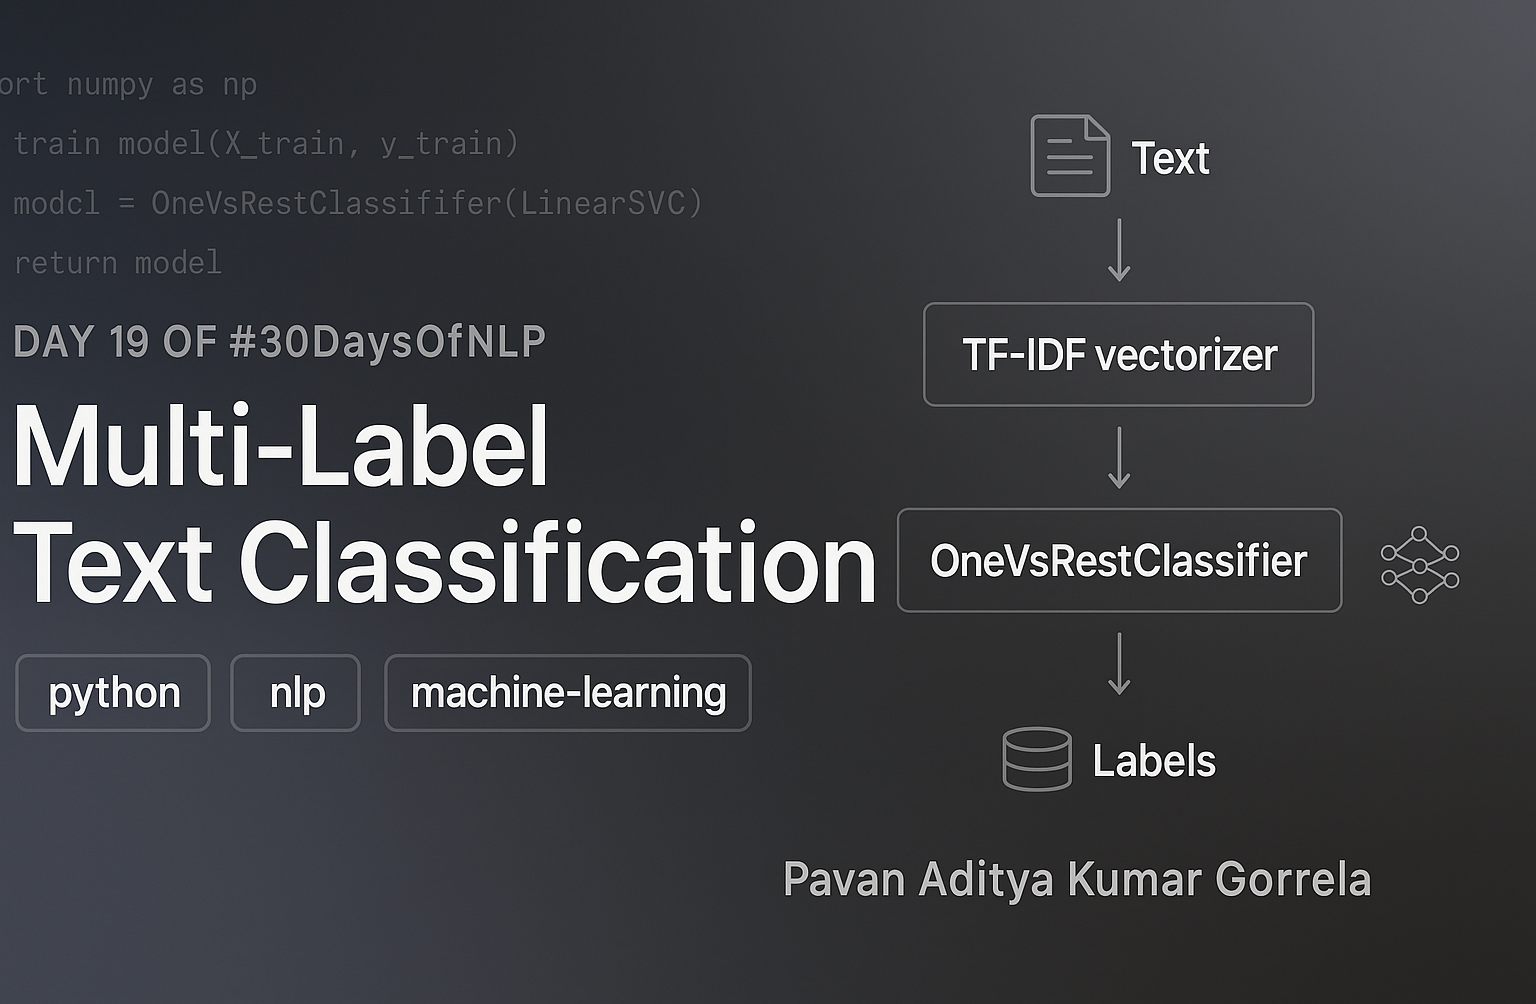 ort numpy as np
train model(X_train, y_train)
modcl = OneVsRestClassififer(LinearSVC)
return model
DAY 19 OF #30DaysOfNLP
Multi-Label
Text Classification
python
nlp
machine-learning
Text
TF-IDF vectorizer
OneVsRestClassifier
Labels
Pavan Aditya Kumar Gorrela